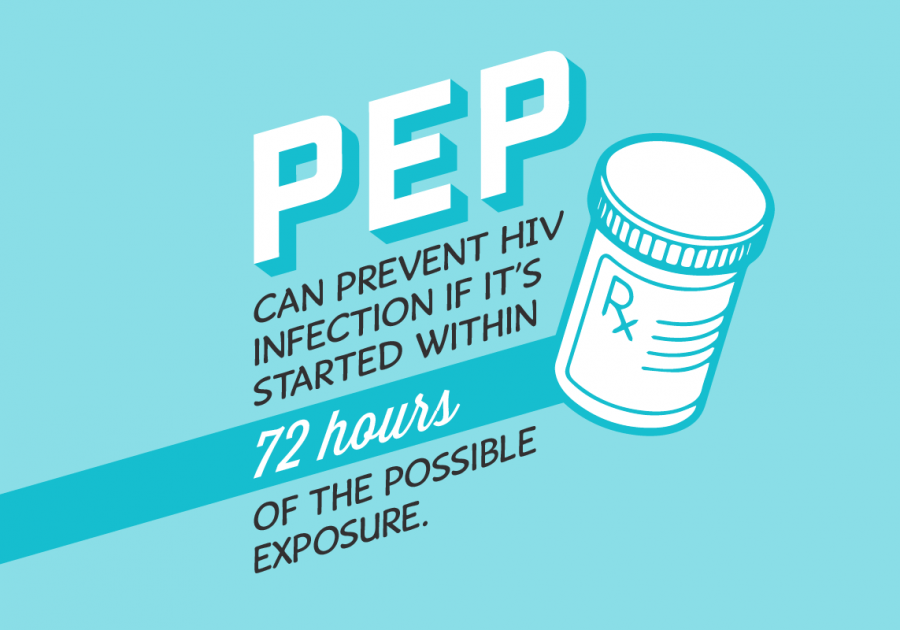 PEP
CAN PREVENT HIV
INFECTION IF IT'S
STARTED WITHIN
72 hours
OF THE POSSIBLE
EXPOSURE.
Rx